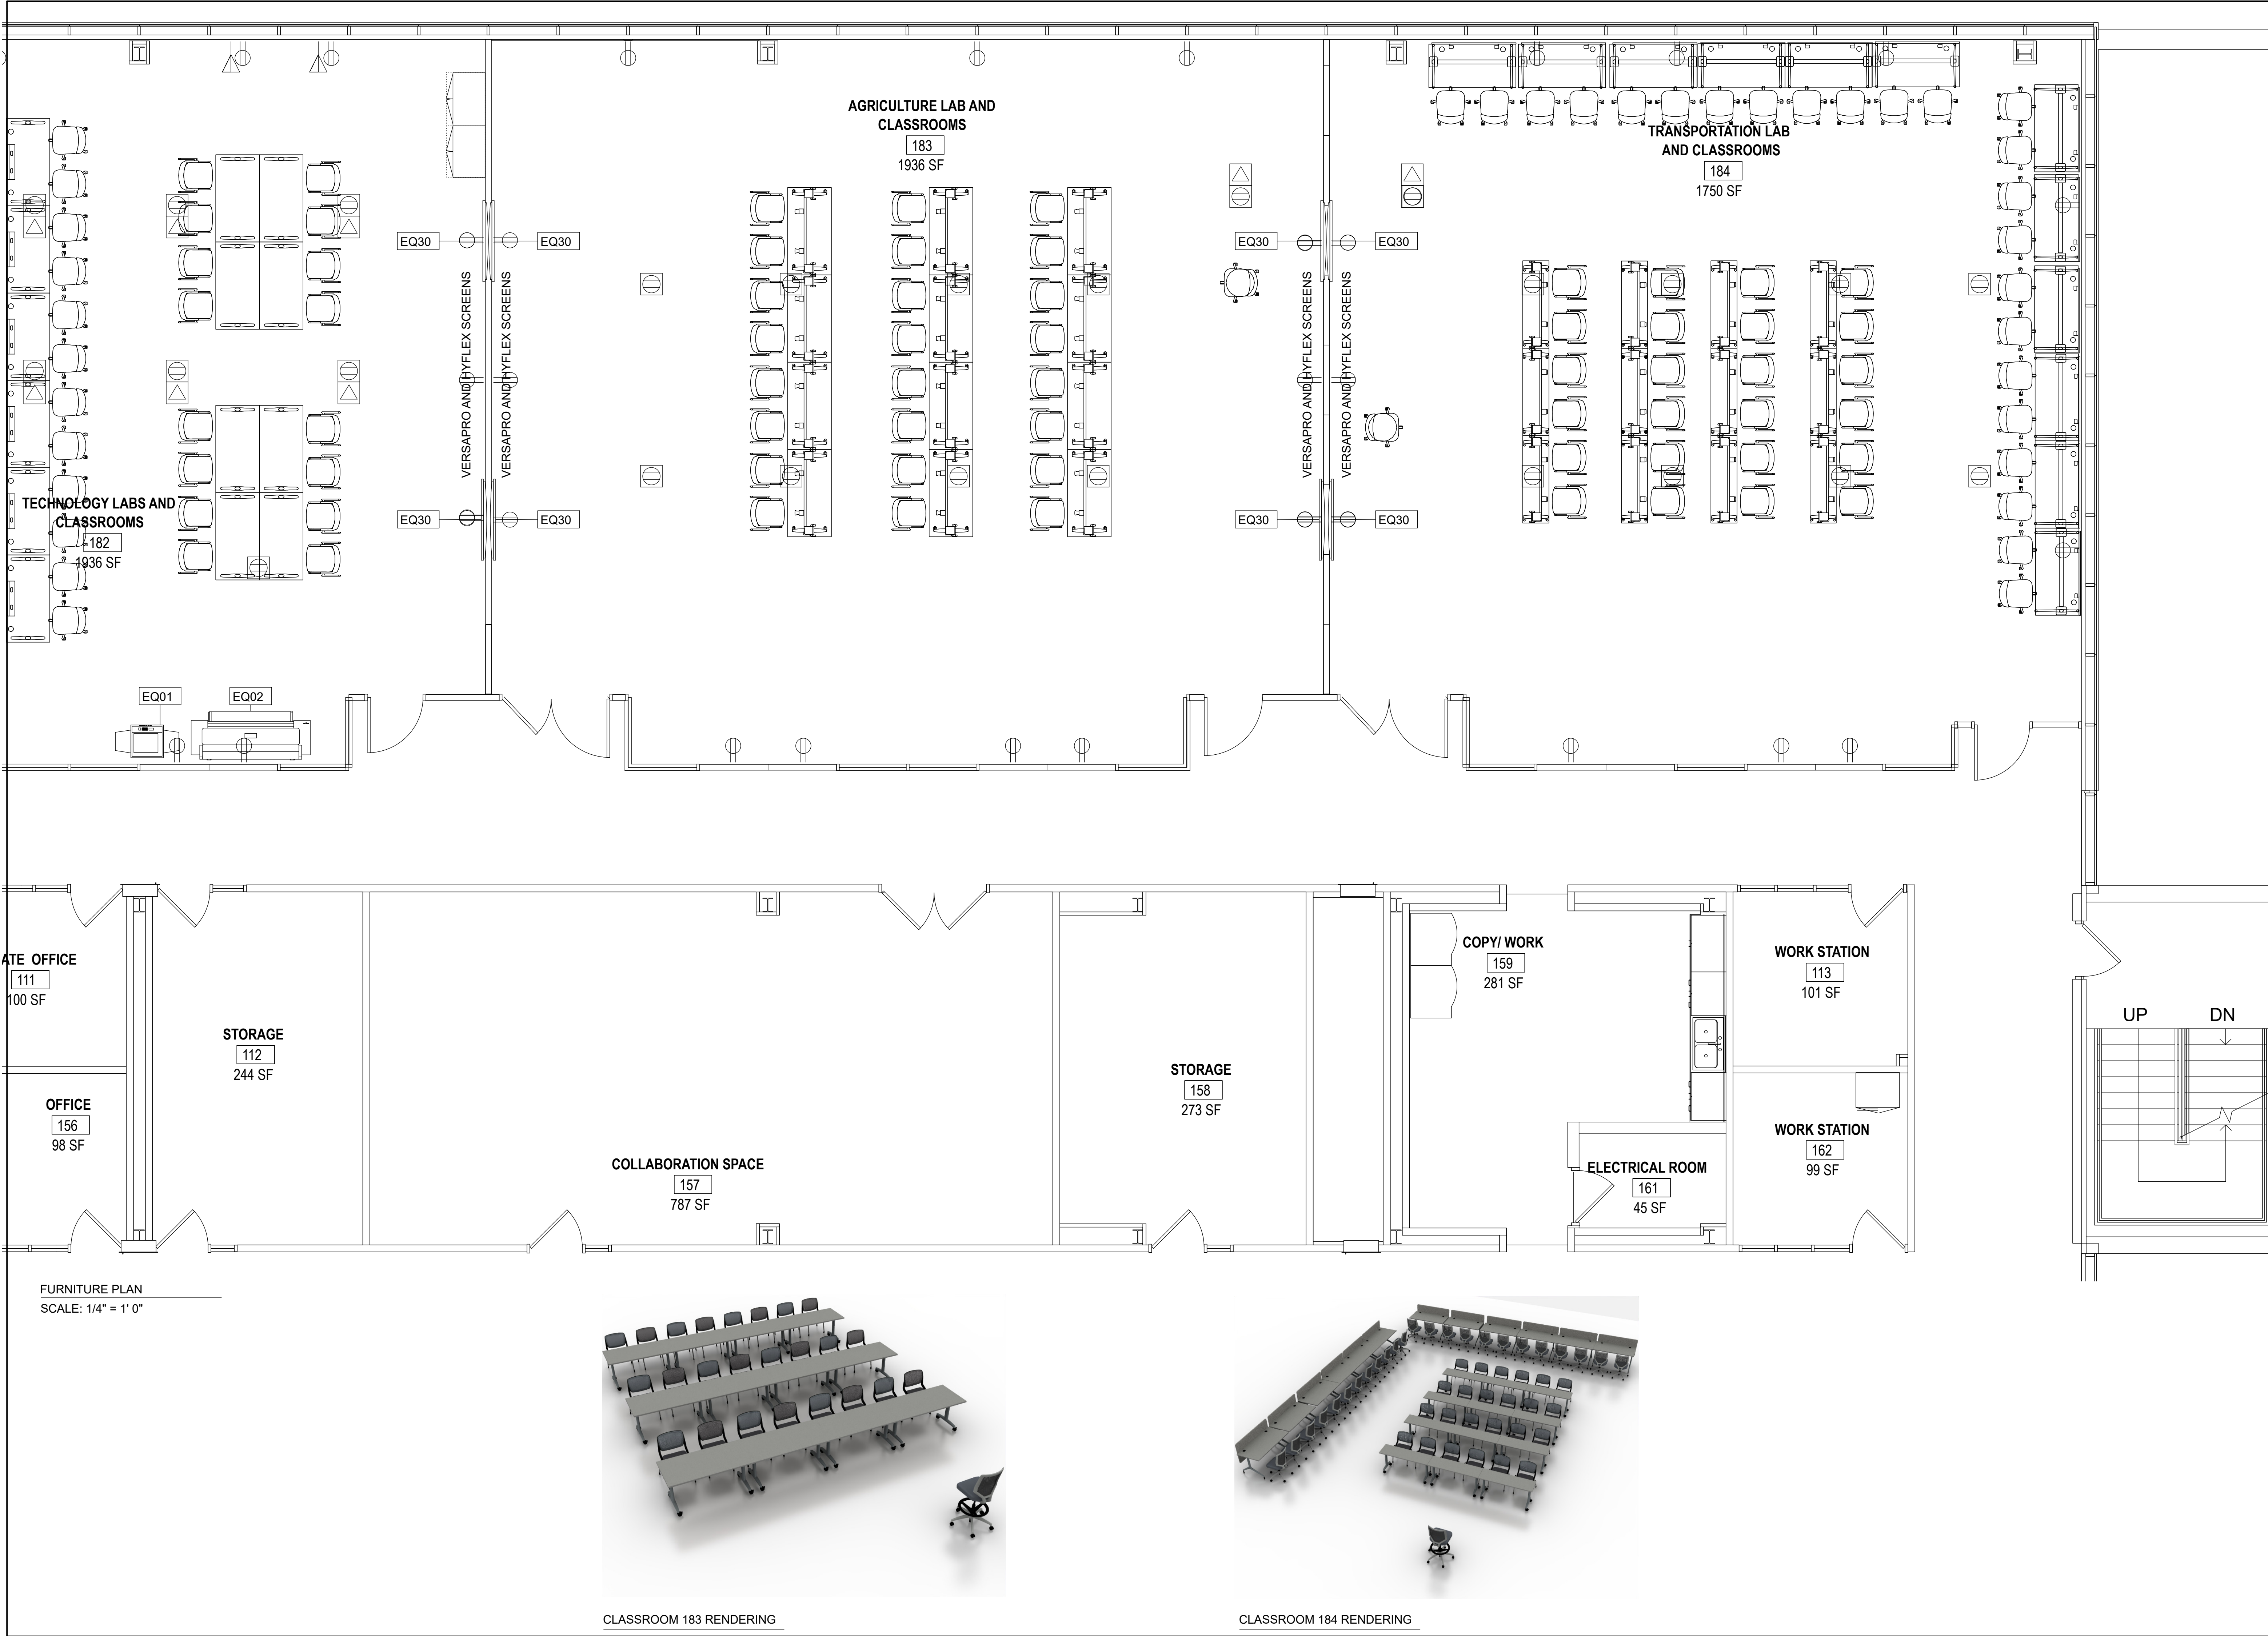 AGRICULTURE LAB AND
CLASSROOMS
183
1936 SF
TRANSPORTATION LAB
AND CLASSROOMS
184
1750 SF
EQ30
EQ30
EQ30
EQ30
VERSAPRO AND HYFLEX SCREENS
VERSAPRO AND HYFLEX SCREENS
VERSAPRO AND HYFLEX SCREENS
VERSAPRO AND HYFLEX SCREENS
TECHNOLOGY LABS AND
CLASSROOMS
182
1936 SF
EQ30
EQ30
EQ30
EQ30
EQ01
EQ02
ATE OFFICE
111
100 SF
OFFICE
156
98 SF
STORAGE
112
244 SF
COLLABORATION SPACE
157
787 SF
STORAGE
158
273 SF
COPY/ WORK
159
281 SF
ELECTRICAL ROOM
161
45 SF
WORK STATION
113
101 SF
WORK STATION
162
99 SF
UP
DN
FURNITURE PLAN
SCALE: 1/4" = 1' 0"
CLASSROOM 183 RENDERING
CLASSROOM 184 RENDERING